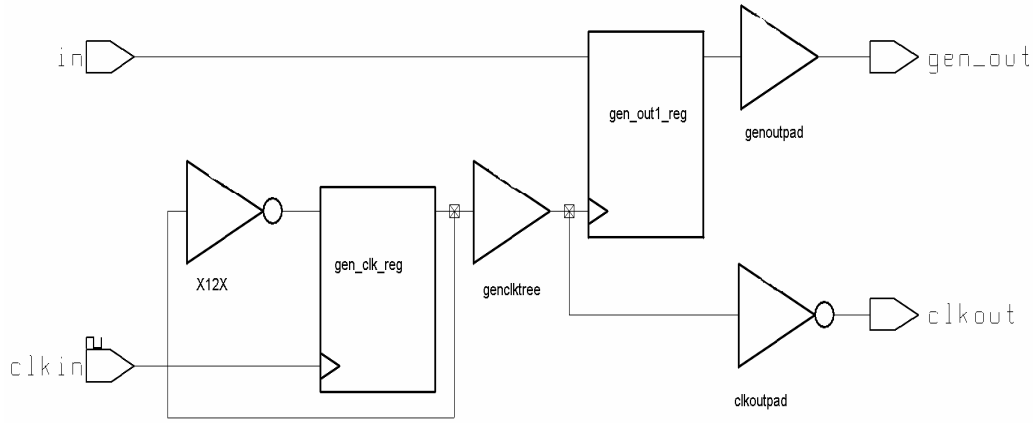 in
gen_out1_reg
gen_out
genoutpad
X12X
gen_clk_reg
genclktree
clkin
clkout
clkoutpad